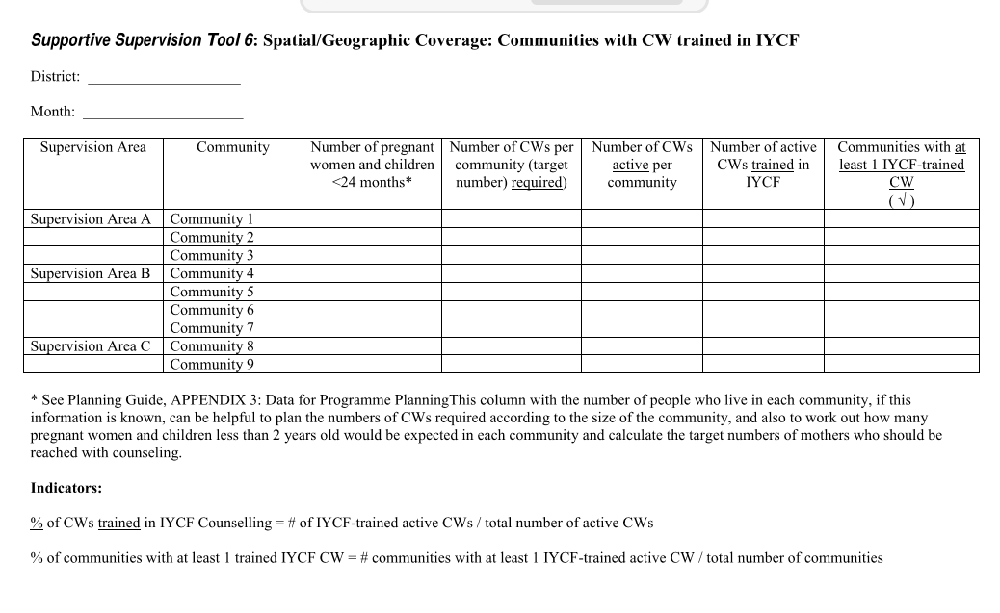 Supportive Supervision Tool 6: Spatial/Geographic Coverage: Communities with CW trained in IYCF
District: ____________________
Month: _____________________
Supervision Area
Community
Number of pregnant
women and children
<24 months*
Number of CWs per
community (target
number) required)
Number of CWs
active per
community
Number of active
CWs trained in
IYCF
Communities with at
least 1 IYCF-trained
CW
( √ )
Supervision Area A
Community 1
Community 2
Community 3
Supervision Area B
Community 4
Community 5
Community 6
Community 7
Supervision Area C
Community 8
Community 9
* See Planning Guide, APPENDIX 3: Data for Programme PlanningThis column with the number of people who live in each community, if this
information is known, can be helpful to plan the numbers of CWs required according to the size of the community, and also to work out how many
pregnant women and children less than 2 years old would be expected in each community and calculate the target numbers of mothers who should be
reached with counseling.
Indicators:
% of CWs trained in IYCF Counselling = # of IYCF-trained active CWs / total number of active CWs
% of communities with at least 1 trained IYCF CW = # communities with at least 1 IYCF-trained active CW / total number of communities